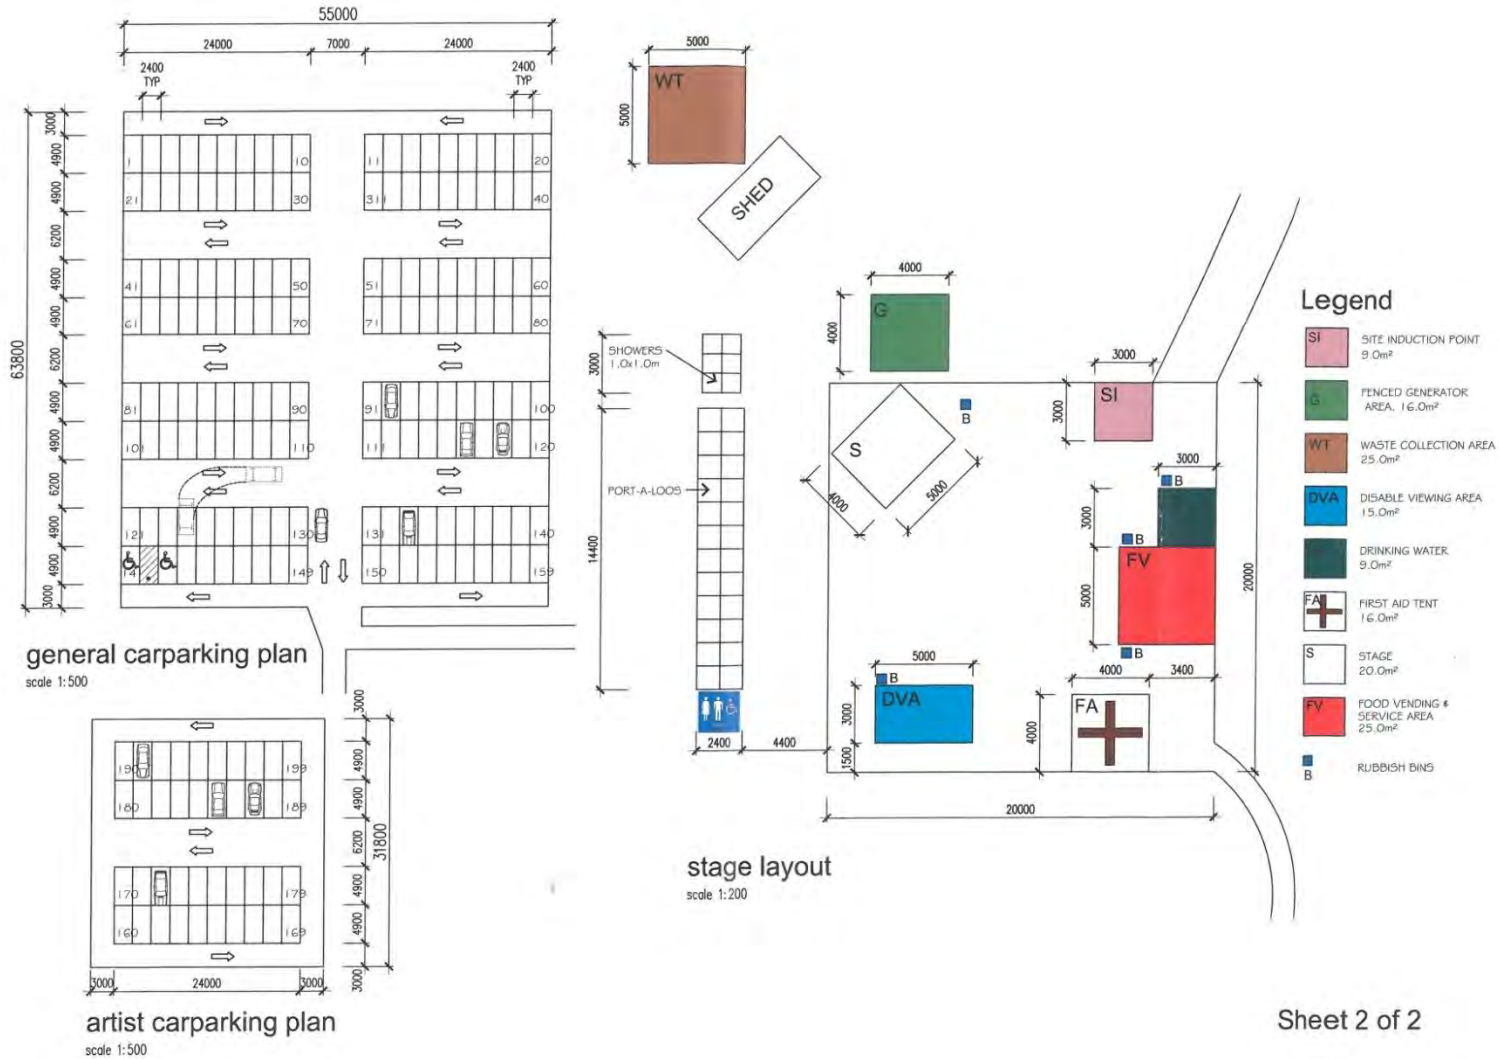 55000
24000
7000
24000
2400
TYP
2400
TYP
3000
4900
4900
6200
4900
4900
6200
4900
4900
6200
4900
4900
3000
63800
1
10
11
20
21
30
31
40
41
50
51
60
61
70
71
80
81
90
91
100
101
110
111
120
121
130
131
140
14
149
150
159
general carparking plan
scale 1:500
3000
4900
4900
6200
4900
4900
3000
31800
190
199
180
189
170
179
160
169
3000
24000
3000
artist carparking plan
scale 1:500
5000
5000
WT
SHED
4000
4000
G
SHOWERS
1.0x1.0m
3000
PORT-A-LOOS
14400
2400
4400
S
4000
5000
B
3000
3000
SI
3000
B
3000
B
FV
5000
B
20000
5000
B
DVA
3000
1500
4000
3400
FA
4000
20000
stage layout
scale 1:200
Legend
SI
SITE INDUCTION POINT
9.0m²
G
FENCED GENERATOR
AREA. 16.0m²
WT
WASTE COLLECTION AREA
25.0m²
DVA
DISABLE VIEWING AREA
15.0m²
DRINKING WATER
9.0m²
FA
FIRST AID TENT
16.0m²
S
STAGE
20.0m²
FV
FOOD VENDING &
SERVICE AREA
25.0m²
B
RUBBISH BINS
Sheet 2 of 2